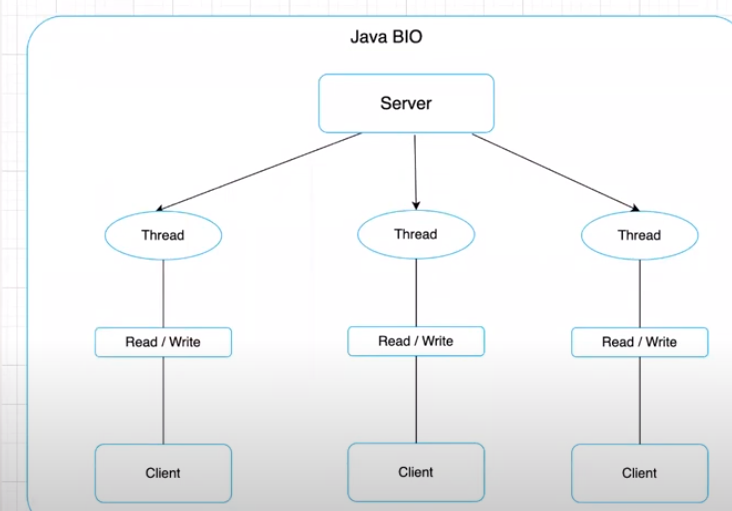 Java BIO
Server
Thread
Thread
Thread
Read / Write
Read / Write
Read / Write
Client
Client
Client